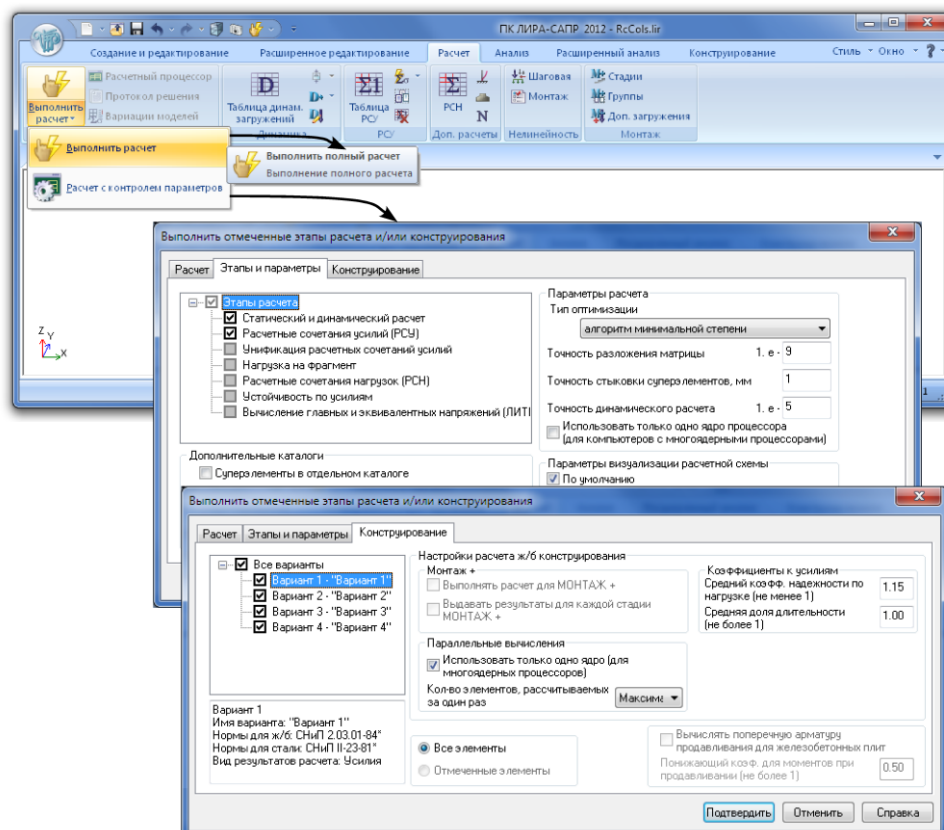 ПК ЛИРА-САПР 2012 - RcCols.lir
Создание и редактирование Расширенное редактирование Расчет Анализ Расширенный анализ Конструирование Стиль Окно ?
Выполнить расчет
Расчетный процессор
Протокол решения
Вариации моделей
Таблица динам. загружений
Динамика
Таблица РСУ
РСУ
РСН
Доп. расчеты
Шаговая
Монтаж
Нелинейность
Стадии
Группы
Доп. загружения
Монтаж
Выполнить расчет
Расчет с контролем параметров
Выполнить полный расчет
Выполнение полного расчета
Z
Y
X
Выполнить отмеченные этапы расчета и/или конструирования
Расчет Этапы и параметры Конструирование
Этапы расчета
Статический и динамический расчет
Расчетные сочетания усилий (РСУ)
Унификация расчетных сочетаний усилий
Нагрузка на фрагмент
Расчетные сочетания нагрузок (РСН)
Устойчивость по усилиям
Вычисление главных и эквивалентных напряжений (ЛИТІ
Дополнительные каталоги
Суперэлементы в отдельном каталоге
Параметры расчета
Тип оптимизации
алгоритм минимальной степени
Точность разложения матрицы 1. e - 9
Точность стыковки суперэлементов, мм 1
Точность динамического расчета 1. e - 5
Использовать только одно ядро процессора
(для компьютеров с многоядерными процессорами)
Параметры визуализации расчетной схемы
По умолчанию
Выполнить отмеченные этапы расчета и/или конструирования
Расчет Этапы и параметры Конструирование
Все варианты
Вариант 1 - "Вариант 1"
Вариант 2 - "Вариант 2"
Вариант 3 - "Вариант 3"
Вариант 4 - "Вариант 4"
Вариант 1
Имя варианта: "Вариант 1"
Нормы для ж/б: СНиП 2.03.01-84*
Нормы для стали: СНиП II-23-81*
Вид результатов расчета: Усилия
Настройки расчета ж/б конструирования
Монтаж +
Выполнять расчет для МОНТАЖ +
Выдавать результаты для каждой стадии
МОНТАЖ +
Параллельные вычисления
Использовать только одно ядро (для
многоядерных процессоров)
Кол-во элементов, рассчитываемых
за один раз
Максима
Коэффициенты к усилиям
Средний коэфф. надежности по
нагрузке (не менее 1) 1.15
Средняя доля длительности
(не более 1) 1.00
Все элементы
Отмеченные элементы
Вычислять поперечную арматуру
продавливания для железобетонных плит
Понижающий коэф. для моментов при
продавливании (не более 1) 0.50
Подтвердить Отменить Справка